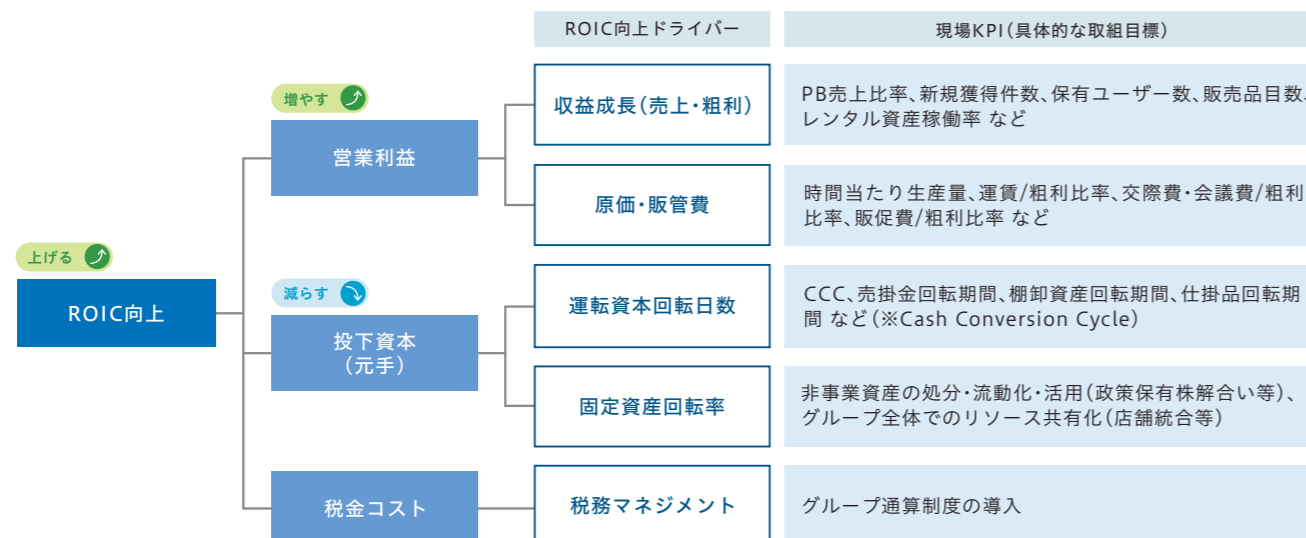 ROIC向上ドライバー
現場KPI(具体的な取組目標)
増やす
営業利益
収益成長(売上・粗利)
PB売上比率、新規獲得件数、保有ユーザー数、販売品目数、
レンタル資産稼働率 など
原価・販管費
時間当たり生産量、運賃/粗利比率、交際費・会議費/粗利
比率、販促費/粗利比率 など
上げる
ROIC向上
減らす
投下資本
(元手)
運転資本回転日数
CCC、売掛金回転期間、棚卸資産回転期間、仕掛品回転期
間 など(※Cash Conversion Cycle)
固定資産回転率
非事業資産の処分・流動化・活用(政策保有株解合い等)、
グループ全体でのリソース共有化(店舗統合等)
税金コスト
税務マネジメント
グループ通算制度の導入